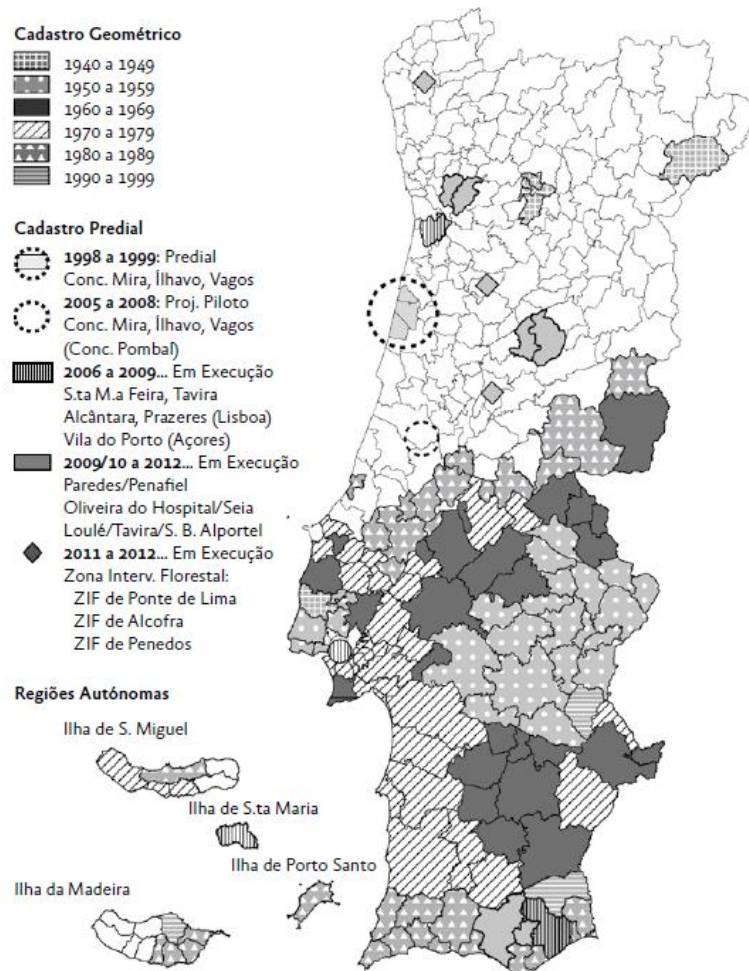 Cadastro Geométrico
1940 a 1949
1950 a 1959
1960 a 1969
1970 a 1979
1980 a 1989
1990 a 1999
Cadastro Predial
1998 a 1999: Predial
Conc. Mira, Ílhavo, Vagos
2005 a 2008: Proj. Piloto
Conc. Mira, Ílhavo, Vagos
(Conc. Pombal)
2006 a 2009... Em Execução
S.ta M.a Feira, Tavira
Alcântara, Prazeres (Lisboa)
Vila do Porto (Açores)
2009/10 a 2012... Em Execução
Paredes/Penafiel
Oliveira do Hospital/Seia
Loulé/Tavira/S. B. Alportel
2011 a 2012... Em Execução
Zona Interv. Florestal:
ZIF de Ponte de Lima
ZIF de Alcofra
ZIF de Penedos
Regiões Autónomas
Ilha de S. Miguel
Ilha de S.ta Maria
Ilha de Porto Santo
Ilha da Madeira